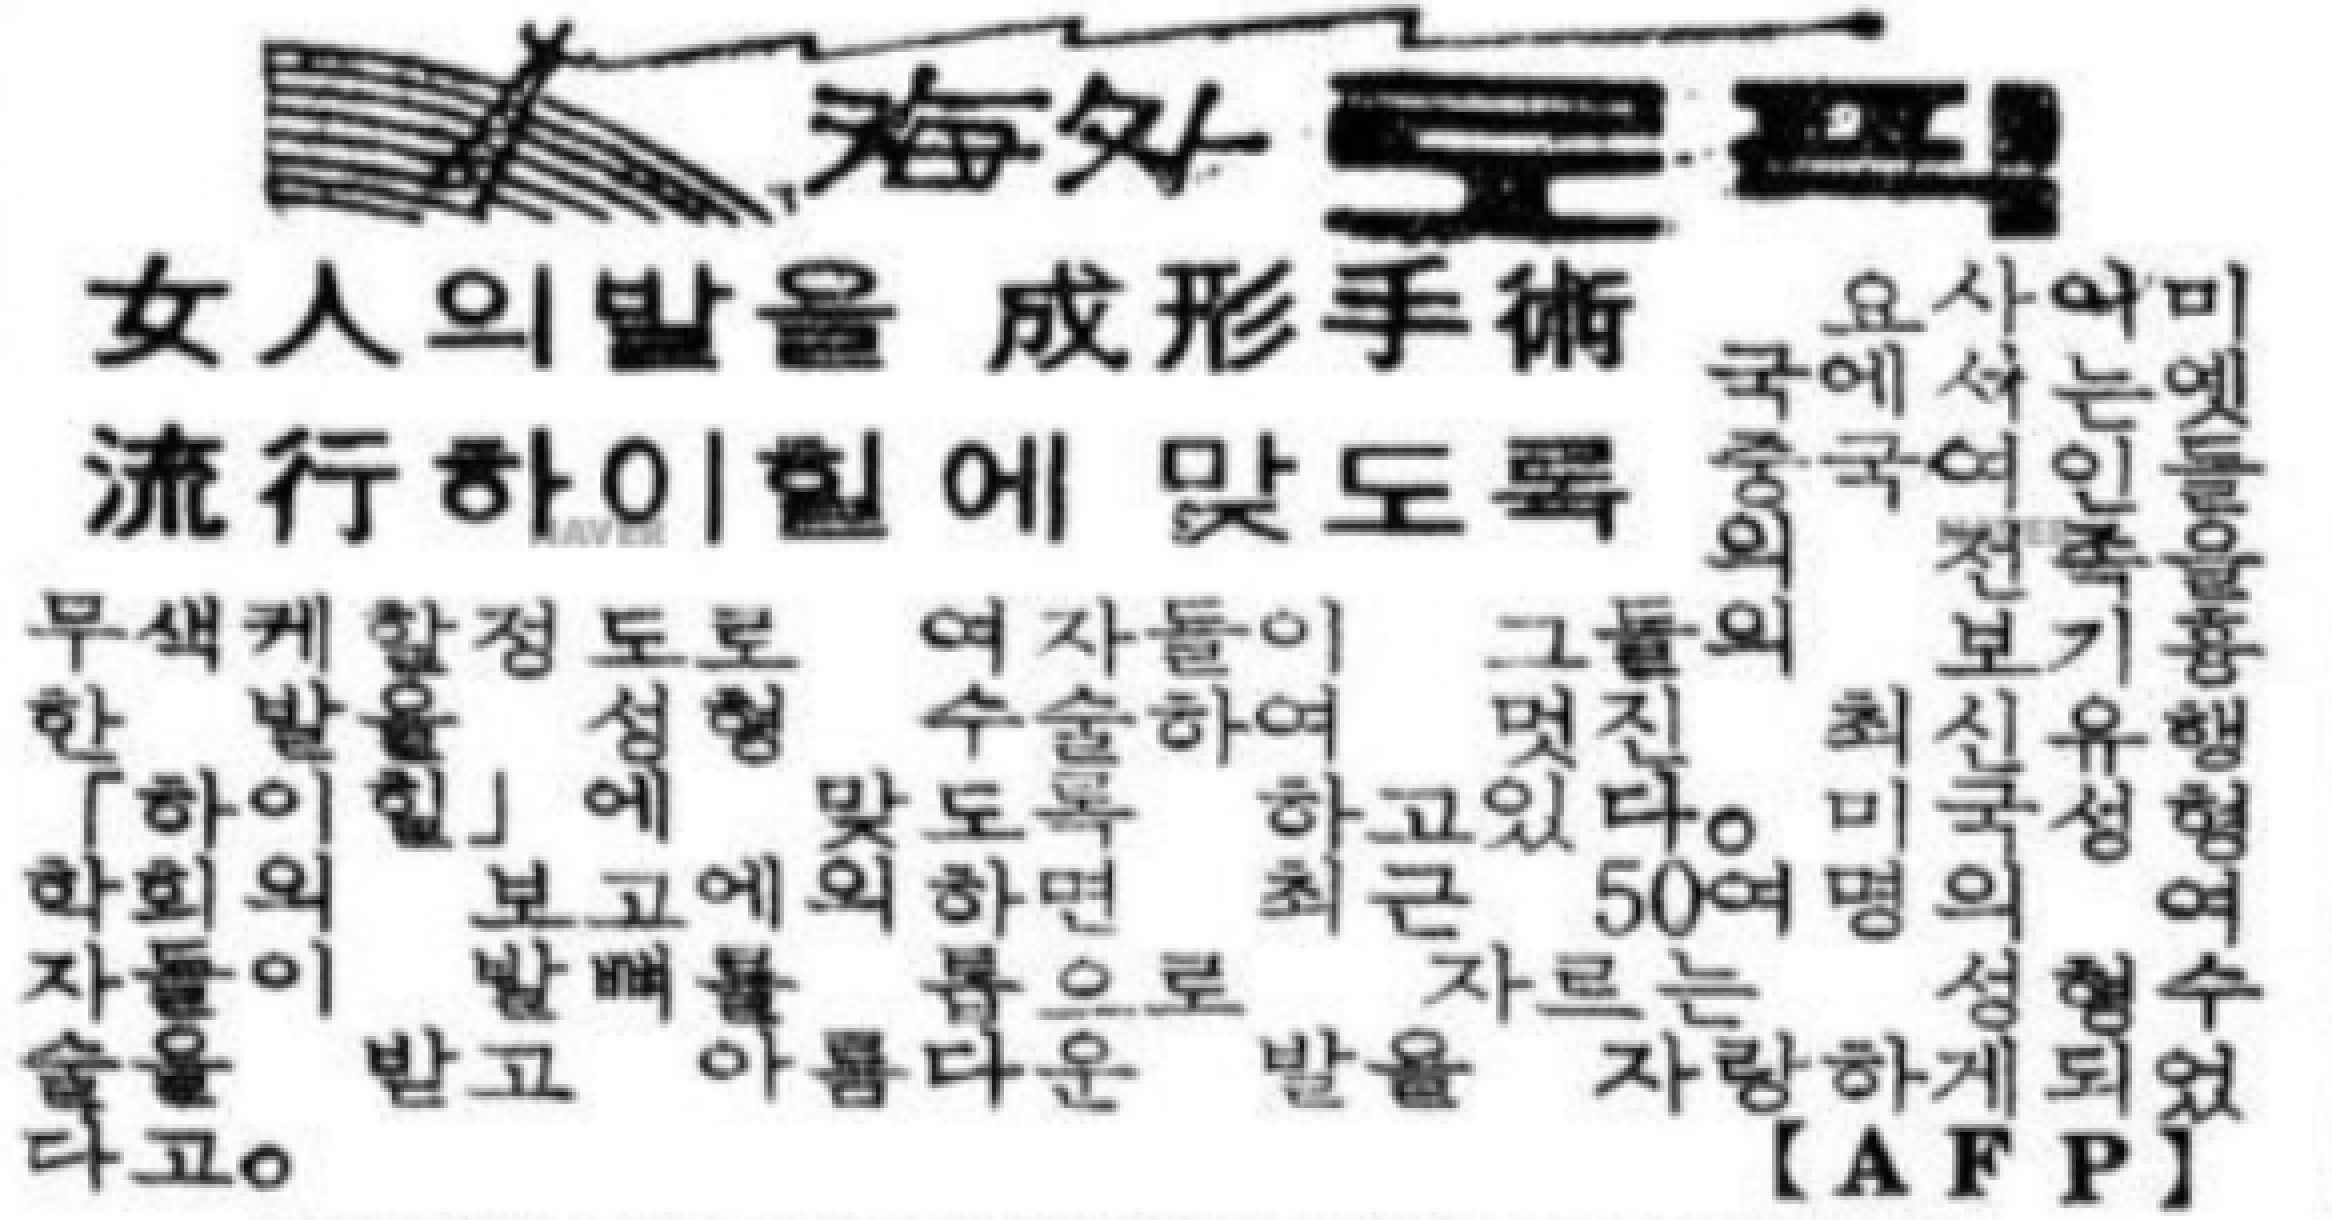 海外토픽
女人의발을 成形手術
流行하이힐에 맞도록
요사이 미
국에서는 옛
중국여인들
의 전족을
무색케 할정도로 여자들이 그들의 보기흉
한 발을 성형 수술하여 멋진 최신유행
「하이힐」에 맞도록 하고있다。 미국성형
학회의 보고에 의하면 최근 50여명의 여
자들이 발뼈를 톱으로 자르는 성형수
술을 받고 아름다운 발을 자랑하게되었
다고。 【AFP】
NAVER